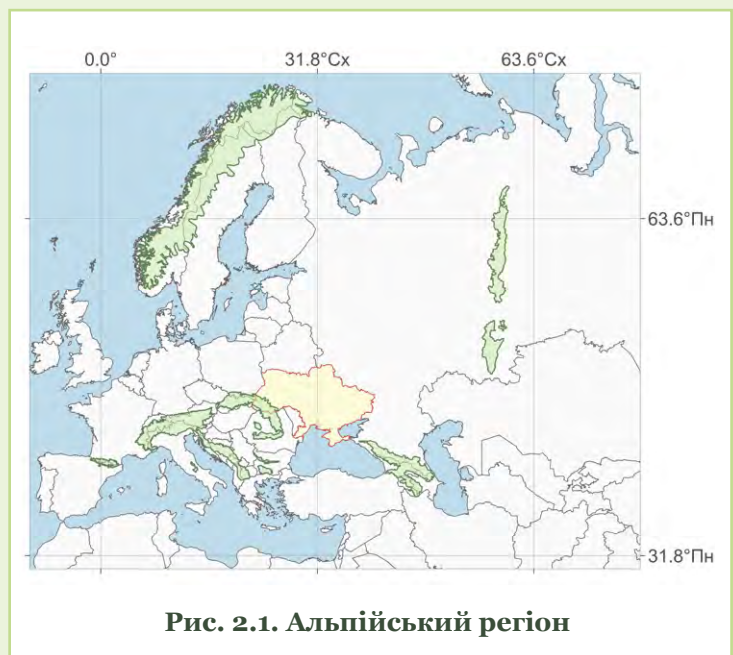 0.0° 31.8°Сх 63.6°Сх
63.6°Пн
31.8°Пн
Рис. 2.1. Альпійський регіон